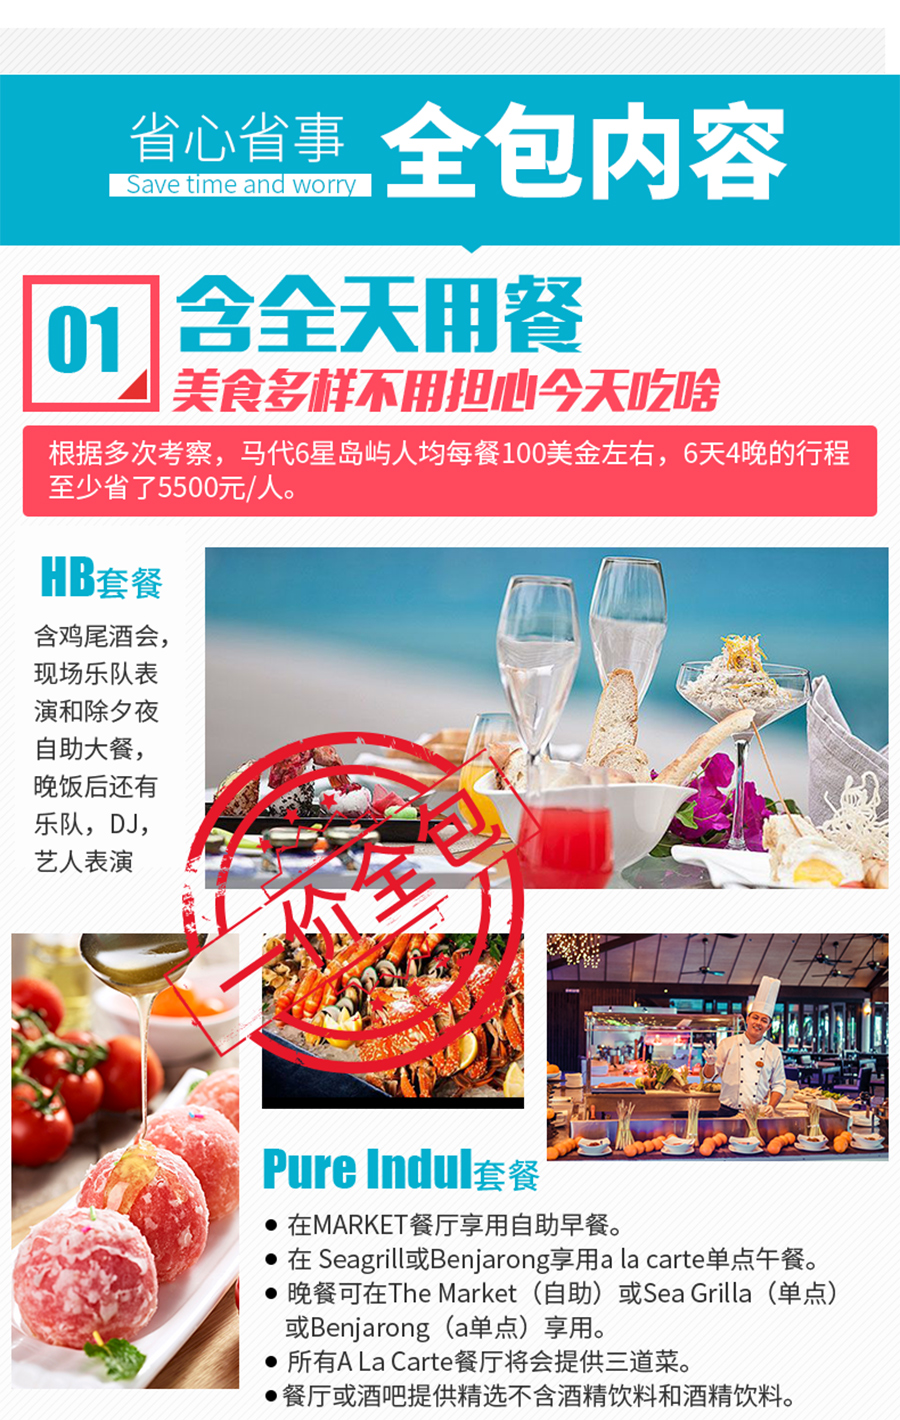 省心省事
Save time and worry
全包内容
01
含全天用餐
美食多样不用担心今天吃啥
根据多次考察，马代6星岛屿人均每餐100美金左右，6天4晚的行程
至少省了5500元/人。
HB套餐
含鸡尾酒会，
现场乐队表
演和除夕夜
自助大餐，
晚饭后还有
乐队，DJ，
艺人表演
一价全包
Pure Indul套餐
● 在MARKET餐厅享用自助早餐。
● 在 Seagrill或Benjarong享用a la carte单点午餐。
● 晚餐可在The Market（自助）或Sea Grilla（单点）
或Benjarong（a单点）享用。
● 所有A La Carte餐厅将会提供三道菜。
● 餐厅或酒吧提供精选不含酒精饮料和酒精饮料。